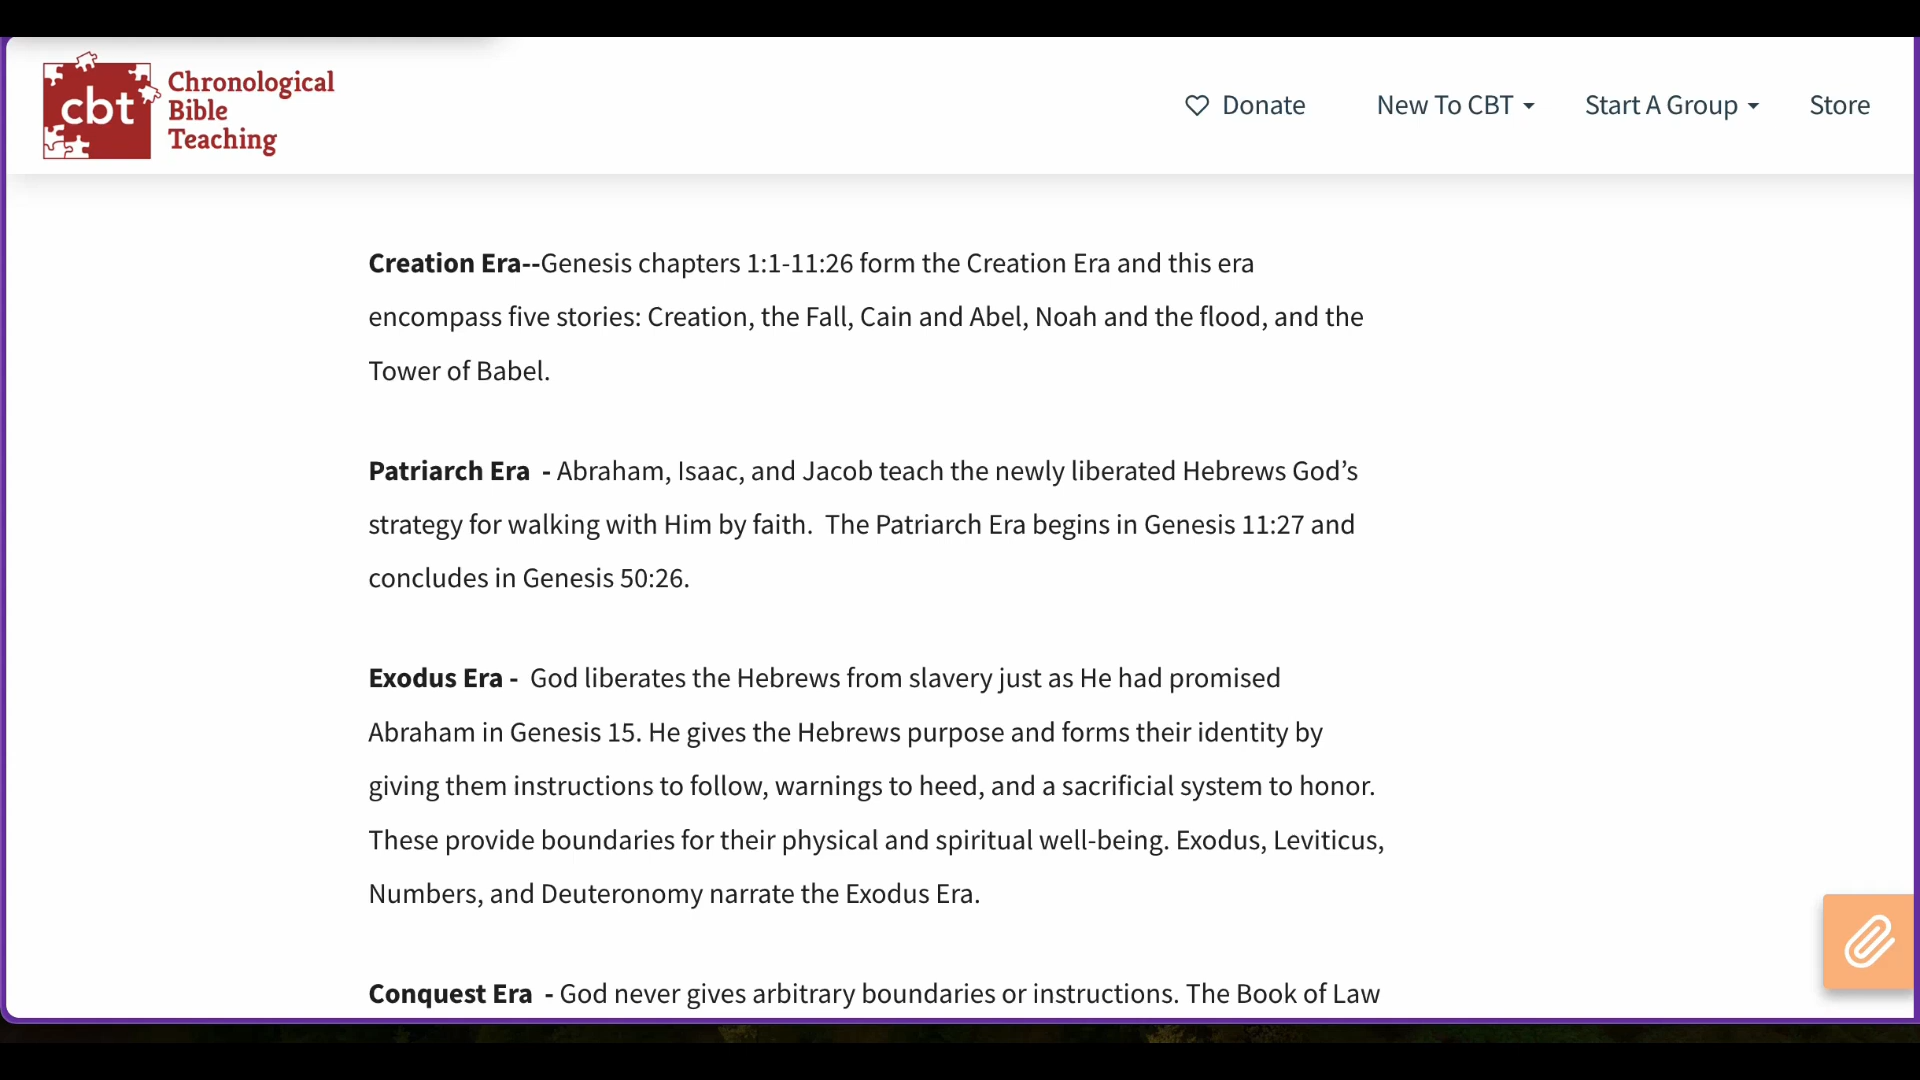 cbt
Chronological
Bible
Teaching
Donate
New To CBT
Start A Group
Store
Creation Era--Genesis chapters 1:1-11:26 form the Creation Era and this era
encompass five stories: Creation, the Fall, Cain and Abel, Noah and the flood, and the
Tower of Babel.
Patriarch Era - Abraham, Isaac, and Jacob teach the newly liberated Hebrews God’s
strategy for walking with Him by faith. The Patriarch Era begins in Genesis 11:27 and
concludes in Genesis 50:26.
Exodus Era - God liberates the Hebrews from slavery just as He had promised
Abraham in Genesis 15. He gives the Hebrews purpose and forms their identity by
giving them instructions to follow, warnings to heed, and a sacrificial system to honor.
These provide boundaries for their physical and spiritual well-being. Exodus, Leviticus,
Numbers, and Deuteronomy narrate the Exodus Era.
Conquest Era - God never gives arbitrary boundaries or instructions. The Book of Law